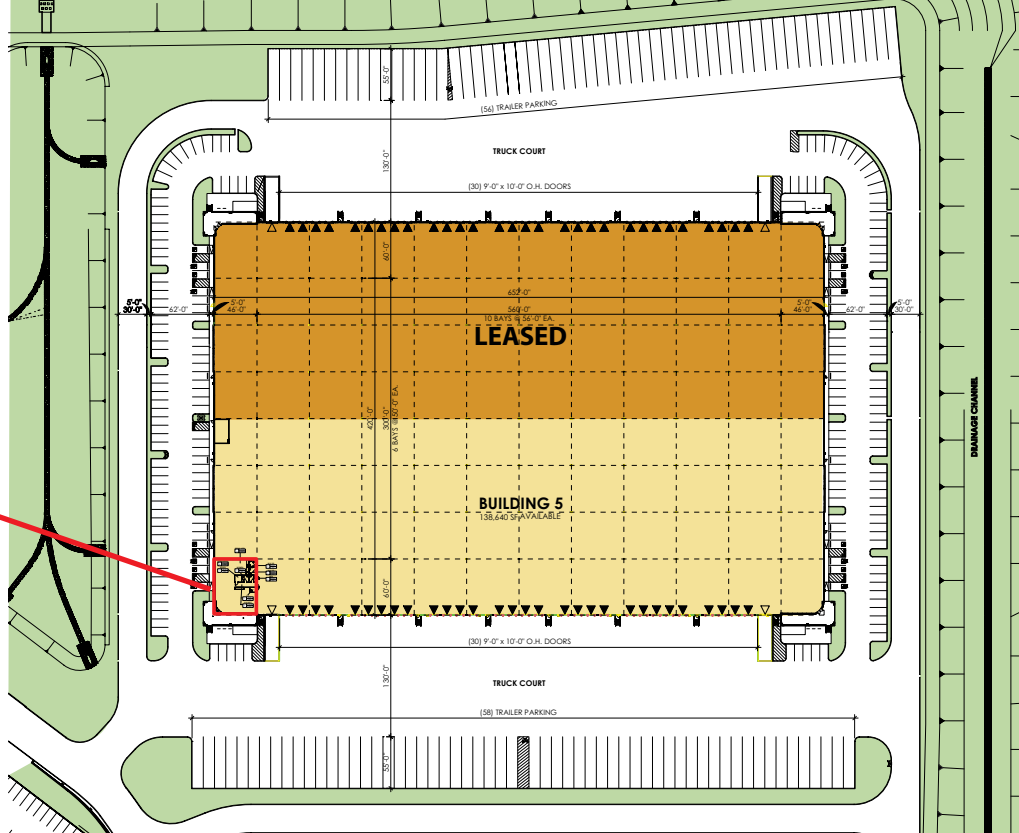 55'-0"
(56) TRAILER PARKING
TRUCK COURT
130'-0"
(30) 9'-0" x 10'-0" O.H. DOORS
60'-0"
652'-0"
5'-0"
30'-0"
62'-0"
5'-0"
46'-0"
560'-0"
10 BAYS @ 56'-0" EA.
5'-0"
46'-0"
62'-0"
5'-0"
30'-0"
LEASED
420'-0"
300'-0"
6 BAYS @50'-0" EA.
DRAINAGE CHANNEL
BUILDING 5
138,640 SF AVAILABLE
60'-0"
(30) 9'-0" x 10'-0" O.H. DOORS
130'-0"
TRUCK COURT
(58) TRAILER PARKING
55'-0"